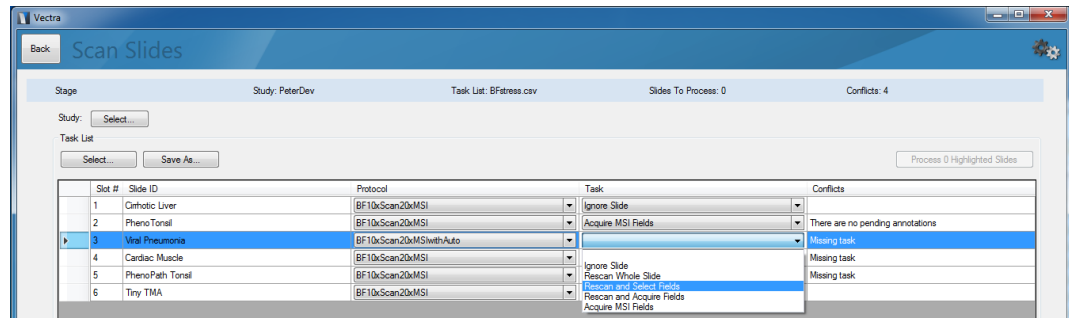 Vectra
Back Scan Slides
Stage Study: PeterDev Task List: BFstress.csv Slides To Process: 0 Conflicts: 4
Study: Select...
Task List
Select... Save As... Process 0 Highlighted Slides
Slot # Slide ID Protocol Task Conflicts
1 Cirrhotic Liver BF10xScan20xMSI Ignore Slide
2 PhenoTonsil BF10xScan20xMSI Acquire MSI Fields There are no pending annotations
3 Viral Pneumonia BF10xScan20xMSIwithAuto Missing task
4 Cardiac Muscle BF10xScan20xMSI Missing task
Ignore Slide
5 PhenoPath Tonsil BF10xScan20xMSI Rescan Whole Slide Missing task
Rescan and Select Fields
6 Tiny TMA BF10xScan20xMSI Rescan and Acquire Fields
Acquire MSI Fields